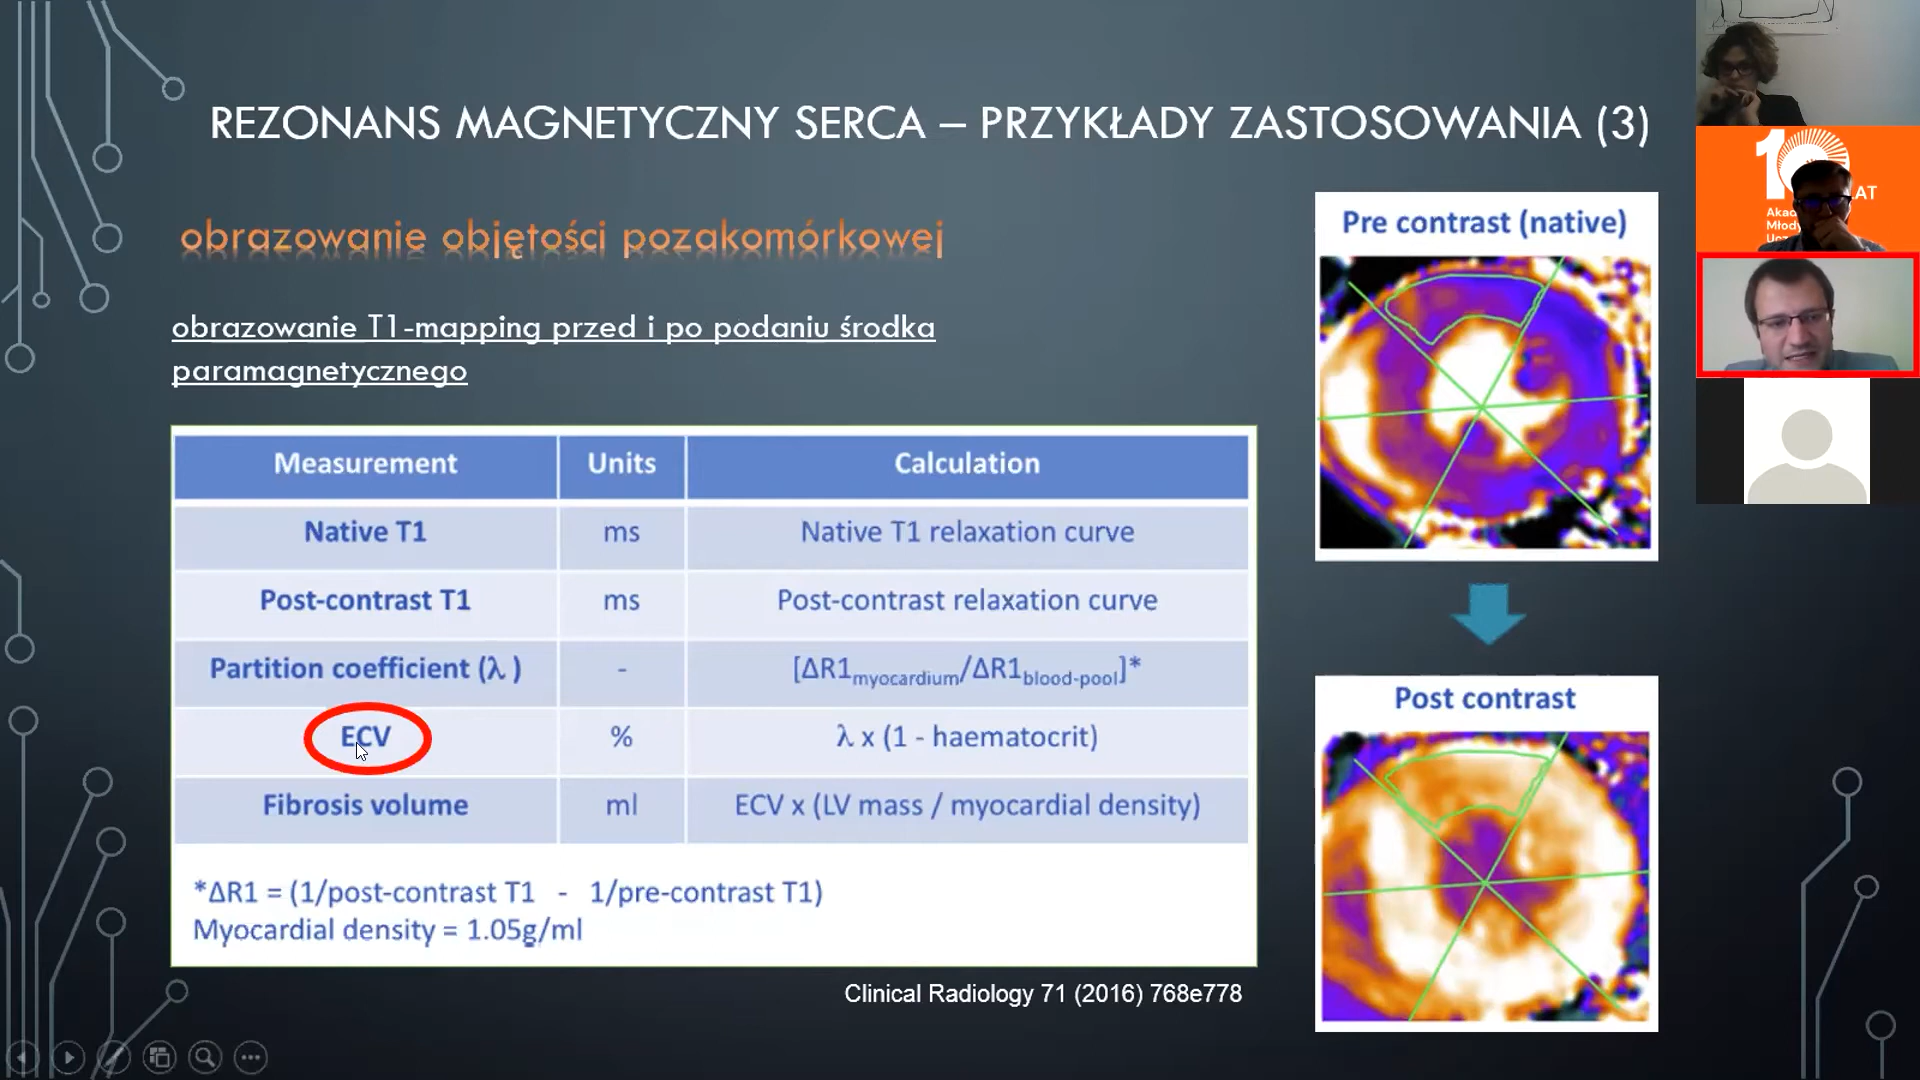 REZONANS MAGNETYCZNY SERCA – PRZYKŁADY ZASTOSOWANIA (3)
obrazowanie objętości pozakomórkowej
obrazowanie T1-mapping przed i po podaniu środka
paramagnetycznego
Measurement Units Calculation
Native T1 ms Native T1 relaxation curve
Post-contrast T1 ms Post-contrast relaxation curve
Partition coefficient (λ ) - [ΔR1myocardium/ΔR1blood-pool]*
ECV % λ x (1 - haematocrit)
Fibrosis volume ml ECV x (LV mass / myocardial density)
*ΔR1 = (1/post-contrast T1 - 1/pre-contrast T1)
Myocardial density = 1.05g/ml
Clinical Radiology 71 (2016) 768e778
Pre contrast (native)
Post contrast
10